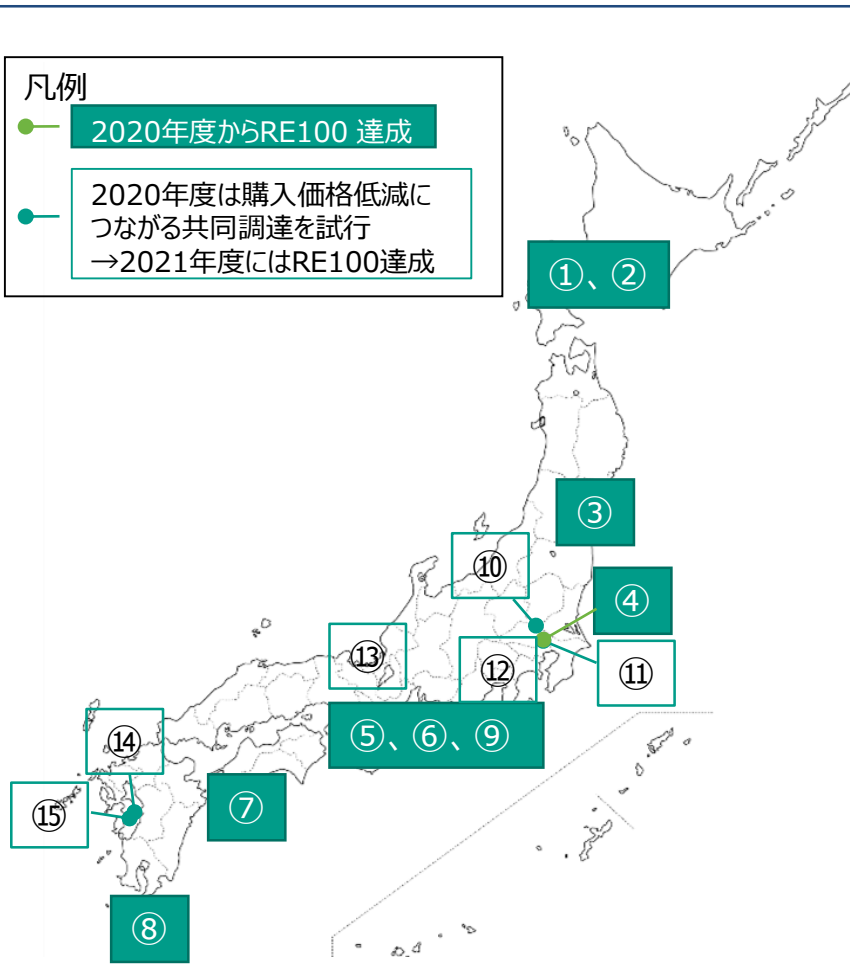 凡例
2020年度からRE100 達成
2020年度は購入価格低減に
つながる共同調達を試行
→2021年度にはRE100達成
①、②
③
⑩
④
⑬
⑫
⑪
⑤、⑥、⑨
⑭
⑦
⑮
⑧